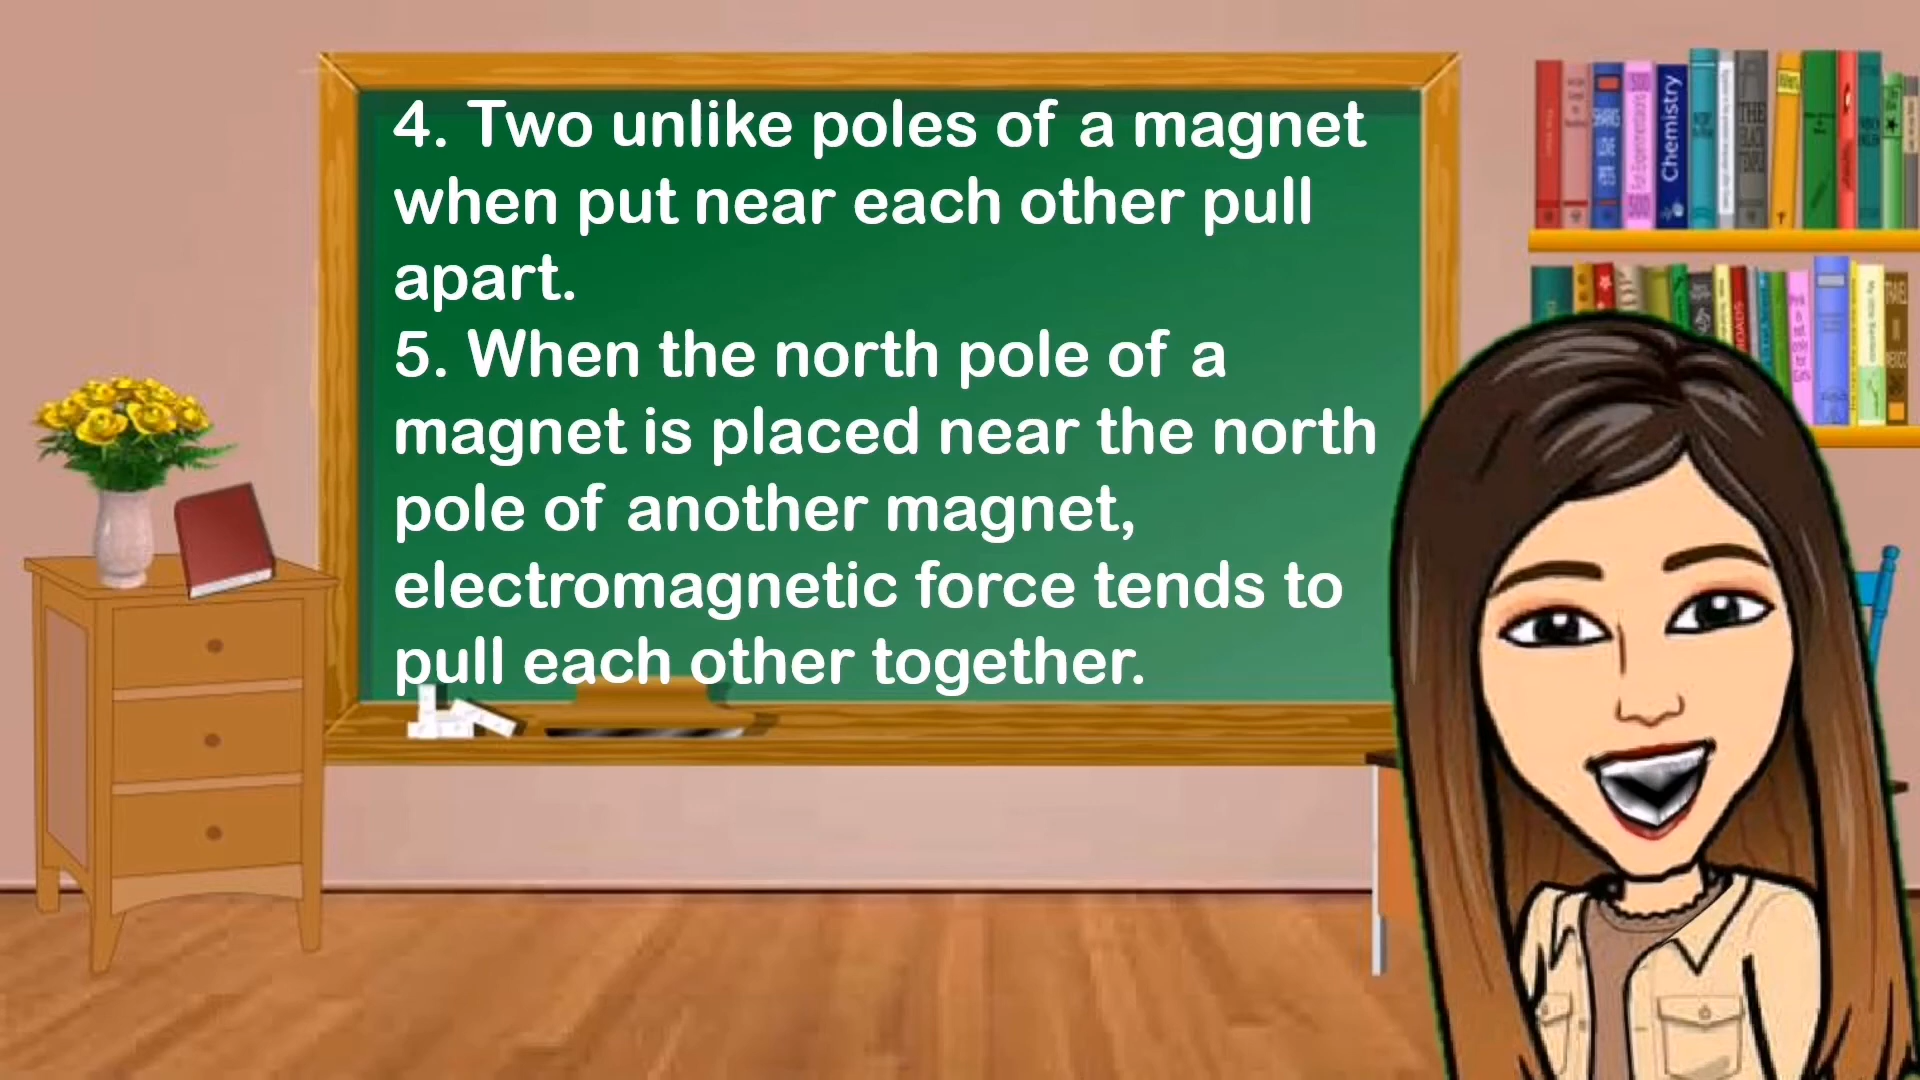 4. Two unlike poles of a magnet
when put near each other pull
apart.
5. When the north pole of a
magnet is placed near the north
pole of another magnet,
electromagnetic force tends to
pull each other together.
Chemistry